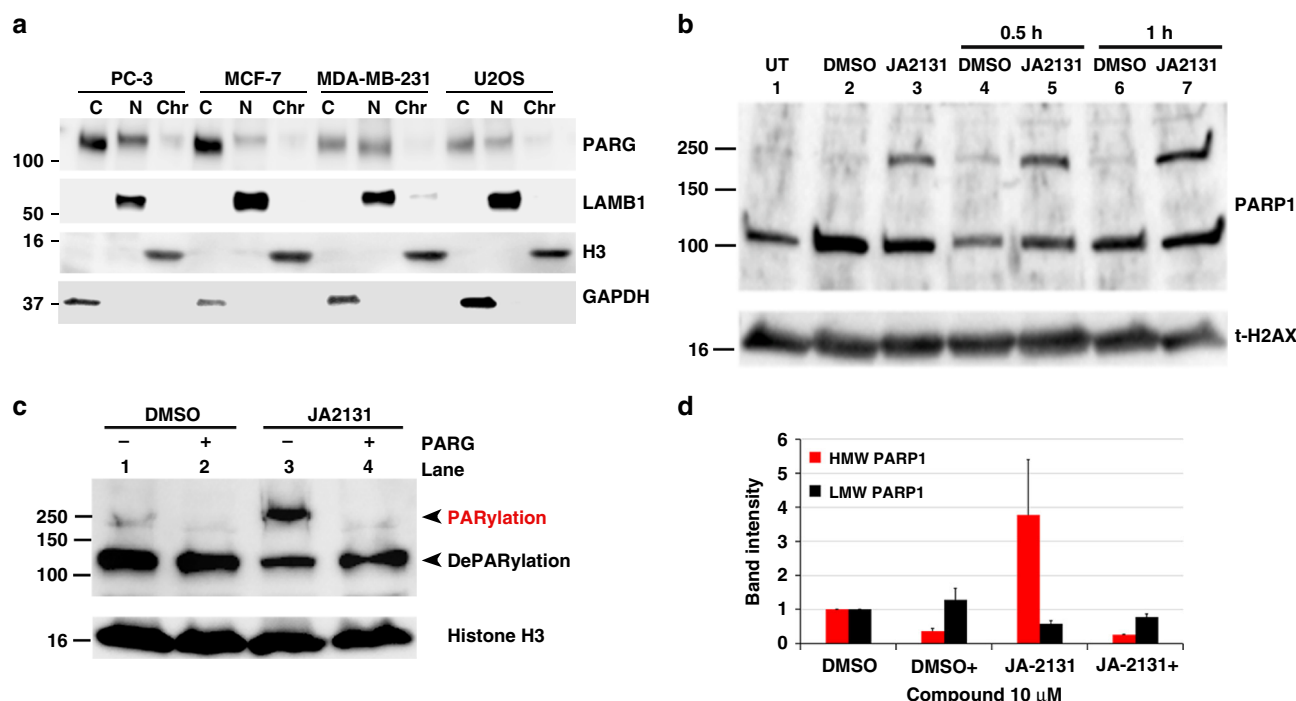 a
PC-3 MCF-7 MDA-MB-231 U2OS
C N Chr C N Chr C N Chr C N Chr
100 PARG
50 LAMB1
16 H3
37 GAPDH
b
0.5 h 1 h
UT DMSO JA2131 DMSO JA2131 DMSO JA2131
1 2 3 4 5 6 7
250
150
PARP1
100
16 t-H2AX
c
DMSO JA2131
– + – + PARG
1 2 3 4 Lane
250 PARylation
150
DePARylation
100
16 Histone H3
d
6
5
4
3
2
1
0
Band intensity
HMW PARP1
LMW PARP1
DMSO DMSO+ JA-2131 JA-2131+
Compound 10 μM